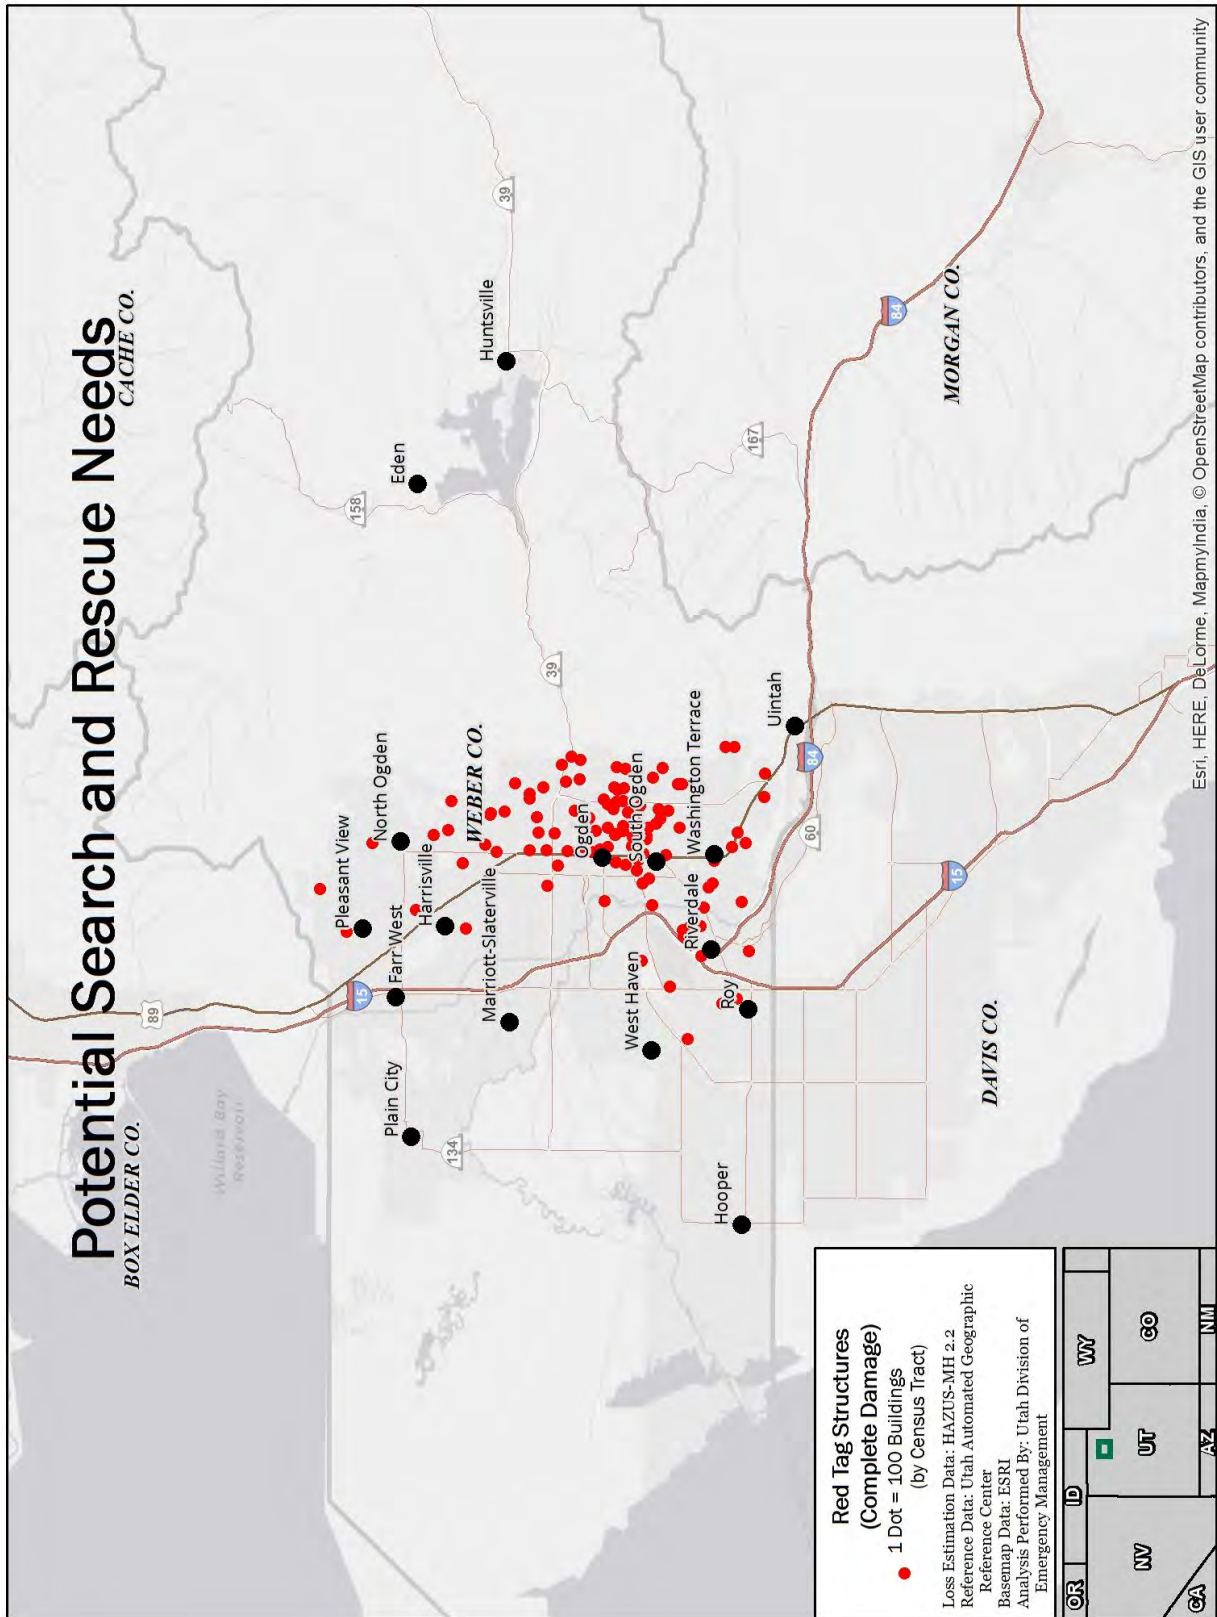 Potential Search and Rescue Needs
BOX ELDER CO.
CACHE CO.
89
Willard Bay
Reservoir
15
Pleasant View
North Ogden
158
Eden
Farr West
Harrisville
Plain City
134
WEBER CO.
Huntsville
39
Marriott-Slaterville
39
Ogden
South Ogden
West Haven
Riverdale
Washington Terrace
Roy
Hooper
Uintah
167
84
60
84
15
MORGAN CO.
DAVIS CO.
Red Tag Structures
(Complete Damage)
1 Dot = 100 Buildings
(by Census Tract)
Loss Estimation Data: HAZUS-MH 2.2
Reference Data: Utah Automated Geographic
Reference Center
Basemap Data: ESRI
Analysis Performed By: Utah Division of
Emergency Management
OR
ID
WY
NV
UT
CO
CA
AZ
NM
Esri, HERE, DeLorme, MapmyIndia, © OpenStreetMap contributors, and the GIS user community